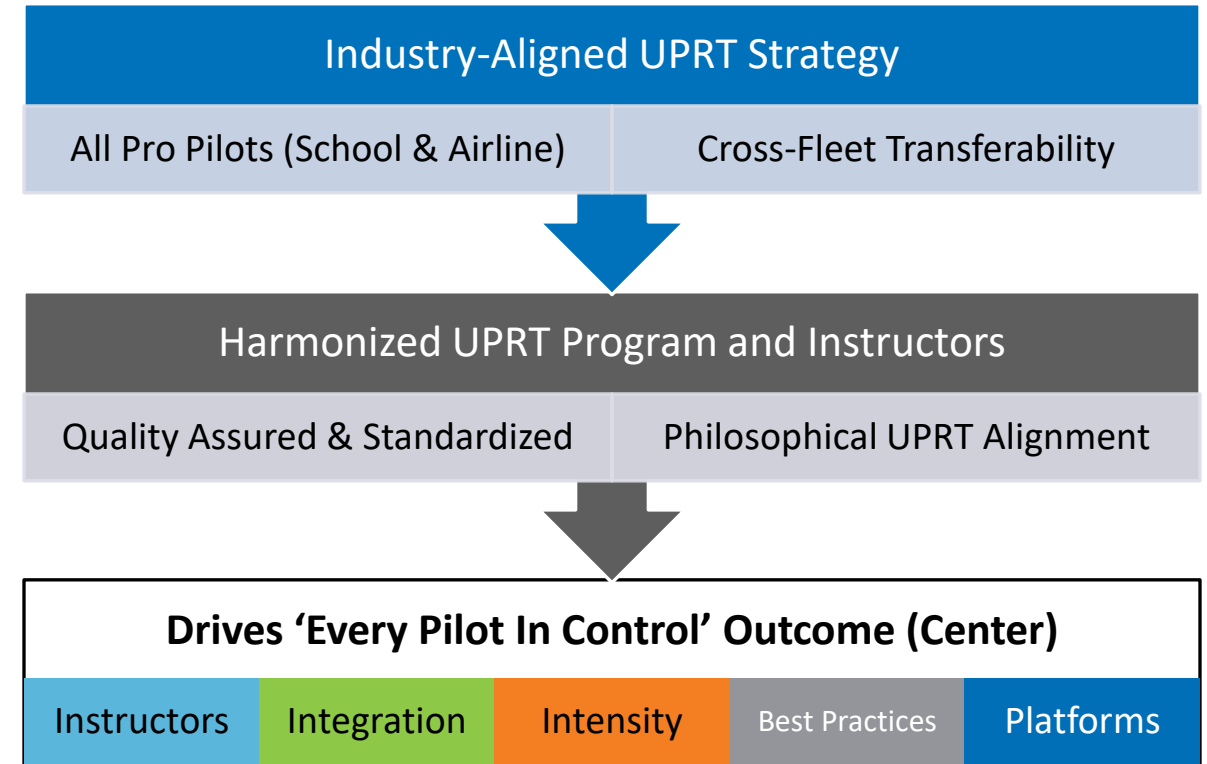 Industry-Aligned UPRT Strategy
All Pro Pilots (School & Airline)
Cross-Fleet Transferability
Harmonized UPRT Program and Instructors
Quality Assured & Standardized
Philosophical UPRT Alignment
Drives ‘Every Pilot In Control’ Outcome (Center)
Instructors
Integration
Intensity
Best Practices
Platforms